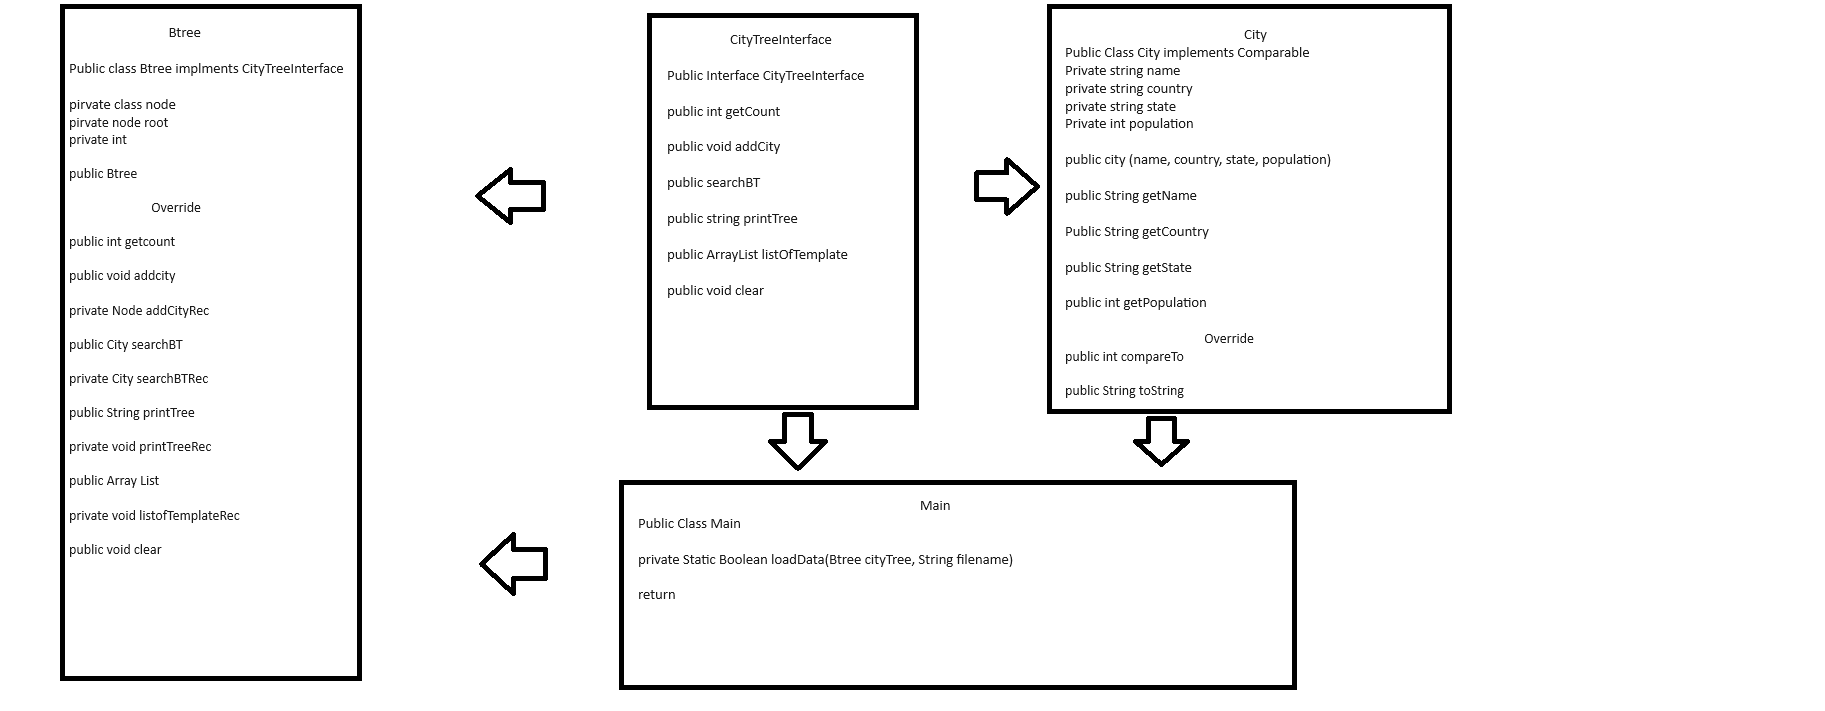 Btree
Public class Btree implments CityTreeInterface
pirvate class node
pirvate node root
private int
public Btree
Override
public int getcount
public void addcity
private Node addCityRec
public City searchBT
private City searchBTRec
public String printTree
private void printTreeRec
public Array List
private void listofTemplateRec
public void clear
CityTreeInterface
Public Interface CityTreeInterface
public int getCount
public void addCity
public searchBT
public string printTree
public ArrayList listOfTemplate
public void clear
City
Public Class City implements Comparable
Private string name
private string country
private string state
Private int population
public city (name, country, state, population)
public String getName
Public String getCountry
public String getState
public int getPopulation
Override
public int compareTo
public String toString
Main
Public Class Main
private Static Boolean loadData(Btree cityTree, String filename)
return